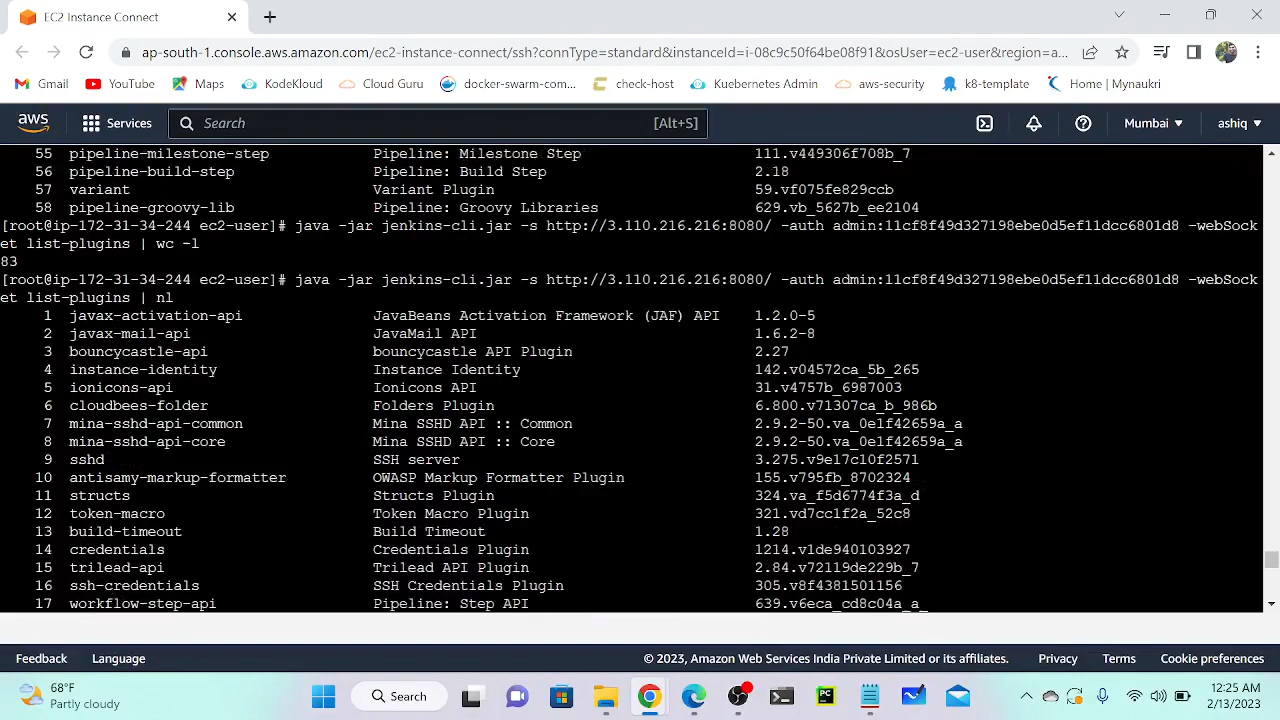 EC2 Instance Connect
ap-south-1.console.aws.amazon.com/ec2-instance-connect/ssh?connType=standard&instanceId=i-08c9c50f64be08f91&osUser=ec2-user&region=a...
Gmail YouTube Maps KodeKloud Cloud Guru docker-swarm-com... check-host Kubernetes Admin aws-security k8-template Home | Mynaukri
aws Services Search [Alt+S] Mumbai ashiq
55 pipeline-milestone-step Pipeline: Milestone Step 111.v449306f708b_7
56 pipeline-build-step Pipeline: Build Step 2.18
57 variant Variant Plugin 59.vf075fe829ccb
58 pipeline-groovy-lib Pipeline: Groovy Libraries 629.vb_5627b_ee2104
[root@ip-172-31-34-244 ec2-user]# java -jar jenkins-cli.jar -s http://3.110.216.216:8080/ -auth admin:11cf8f49d327198ebe0d5ef11dcc6801d8 -webSock
et list-plugins | wc -l
83
[root@ip-172-31-34-244 ec2-user]# java -jar jenkins-cli.jar -s http://3.110.216.216:8080/ -auth admin:11cf8f49d327198ebe0d5ef11dcc6801d8 -webSock
et list-plugins | nl
1 javax-activation-api JavaBeans Activation Framework (JAF) API 1.2.0-5
2 javax-mail-api JavaMail API 1.6.2-8
3 bouncycastle-api bouncycastle API Plugin 2.27
4 instance-identity Instance Identity 142.v04572ca_5b_265
5 ionicons-api Ionicons API 31.v4757b_6987003
6 cloudbees-folder Folders Plugin 6.800.v71307ca_b_986b
7 mina-sshd-api-common Mina SSHD API :: Common 2.9.2-50.va_0e1f42659a_a
8 mina-sshd-api-core Mina SSHD API :: Core 2.9.2-50.va_0e1f42659a_a
9 sshd SSH server 3.275.v9e17c10f2571
10 antisamy-markup-formatter OWASP Markup Formatter Plugin 155.v795fb_8702324
11 structs Structs Plugin 324.va_f5d6774f3a_d
12 token-macro Token Macro Plugin 321.vd7cc1f2a_52c8
13 build-timeout Build Timeout 1.28
14 credentials Credentials Plugin 1214.v1de940103927
15 trilead-api Trilead API Plugin 2.84.v72119de229b_7
16 ssh-credentials SSH Credentials Plugin 305.v8f4381501156
17 workflow-step-api Pipeline: Step API 639.v6eca_cd8c04a_a_
Feedback Language © 2023, Amazon Web Services India Private Limited or its affiliates. Privacy Terms Cookie preferences
68°F
Partly cloudy
Search
12:25 AM
2/13/2023